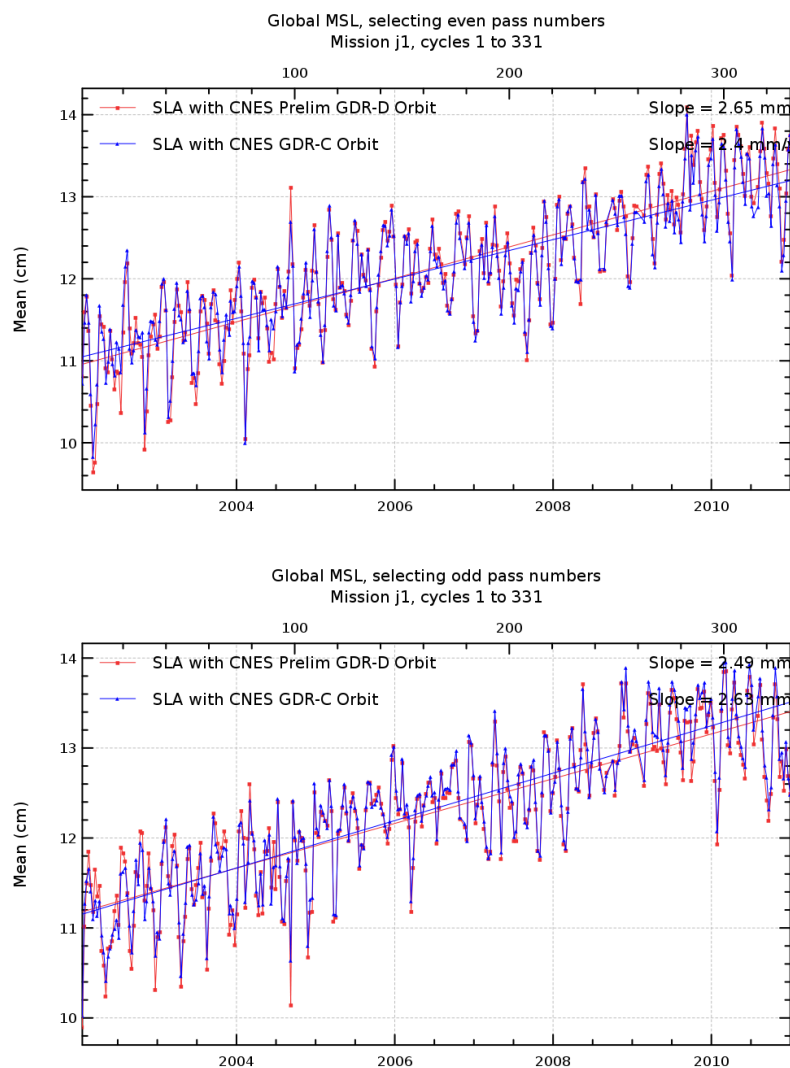 Global MSL, selecting even pass numbers
Mission j1, cycles 1 to 331
100 200 300
SLA with CNES Prelim GDR-D Orbit Slope = 2.65 mm
SLA with CNES GDR-C Orbit Slope = 2.4 mm/
14
13
12
11
10
Mean (cm)
2004 2006 2008 2010
Global MSL, selecting odd pass numbers
Mission j1, cycles 1 to 331
100 200 300
SLA with CNES Prelim GDR-D Orbit Slope = 2.49 mm
SLA with CNES GDR-C Orbit Slope = 2.63 mm
14
13
12
11
10
Mean (cm)
2004 2006 2008 2010